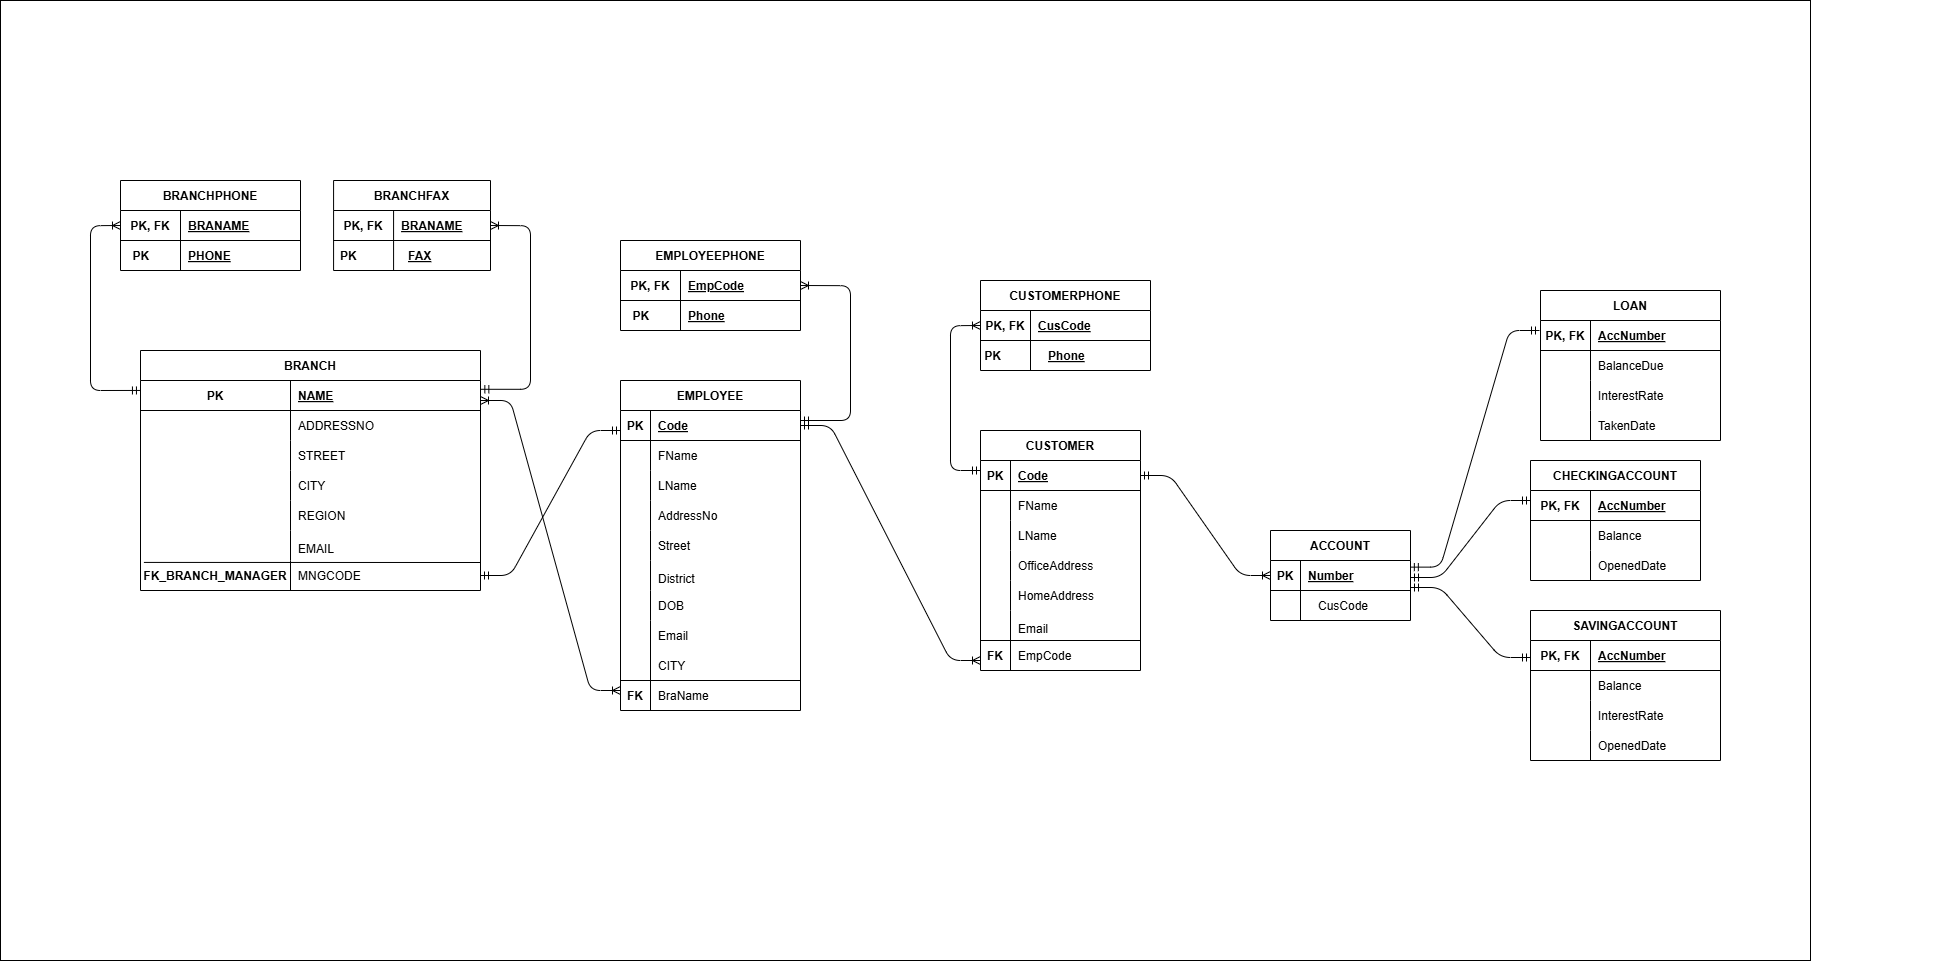 BRANCHPHONE
PK, FK BRANAME
PK PHONE
BRANCHFAX
PK, FK BRANAME
PK FAX
BRANCH
PK NAME
ADDRESSNO
STREET
CITY
REGION
EMAIL
FK_BRANCH_MANAGER MNGCODE
EMPLOYEEPHONE
PK, FK EmpCode
PK Phone
EMPLOYEE
PK Code
FName
LName
AddressNo
Street
District
DOB
Email
CITY
FK BraName
CUSTOMERPHONE
PK, FK CusCode
PK Phone
CUSTOMER
PK Code
FName
LName
OfficeAddress
HomeAddress
Email
FK EmpCode
ACCOUNT
PK Number
CusCode
LOAN
PK, FK AccNumber
BalanceDue
InterestRate
TakenDate
CHECKINGACCOUNT
PK, FK AccNumber
Balance
OpenedDate
SAVINGACCOUNT
PK, FK AccNumber
Balance
InterestRate
OpenedDate